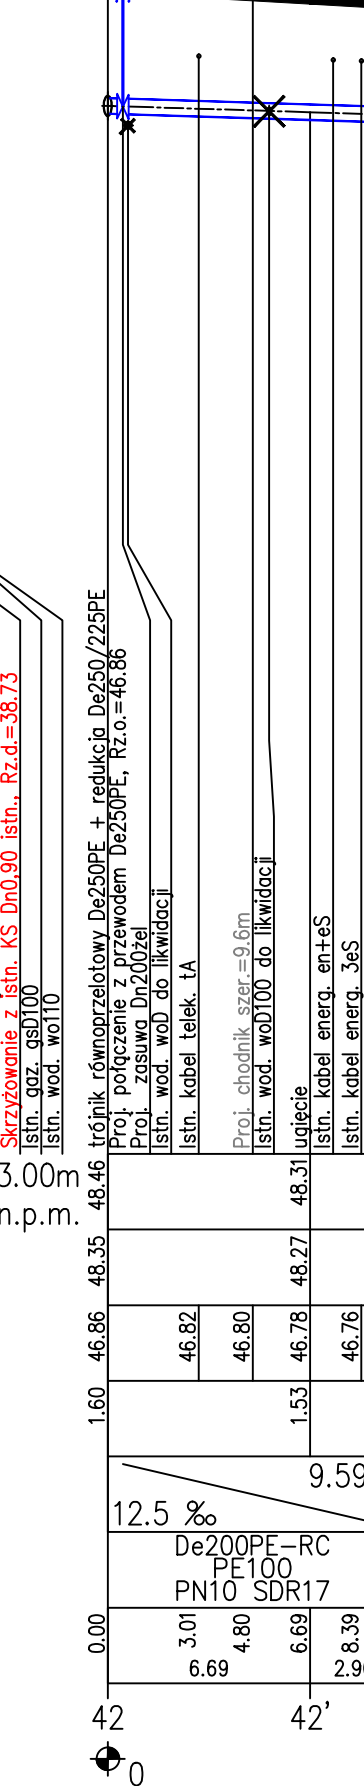 Skrzyżowanie z istn. KS Dn0,90 istn., Rz.d.=38.73
Istn. gaz. gsD100
Istn. wod. wo110
trójnik równoprzelotowy De250PE + redukcja De250/225PE
Proj. połączenie z przewodem De250PE, Rz.o.=46.86
Proj. zasuwa Dn200żel
Istn. wod. woD do likwidacji
Istn. kabel telek. tA
Proj. chodnik szer.=9.6m
Istn. wod. woD100 do likwidacji
ugięcie
Istn. kabel energ. en+eS
Istn. kabel energ. 3eS
3.00m
n.p.m.
48.46 48.31
48.35 48.27
46.86 46.82 46.80 46.78 46.76
1.60 1.53
9.59
12.5 ‰
De200PE-RC
PE100
PN10 SDR17
0.00 3.01 4.80 6.69 8.39
6.69 2.9
42 42'
0